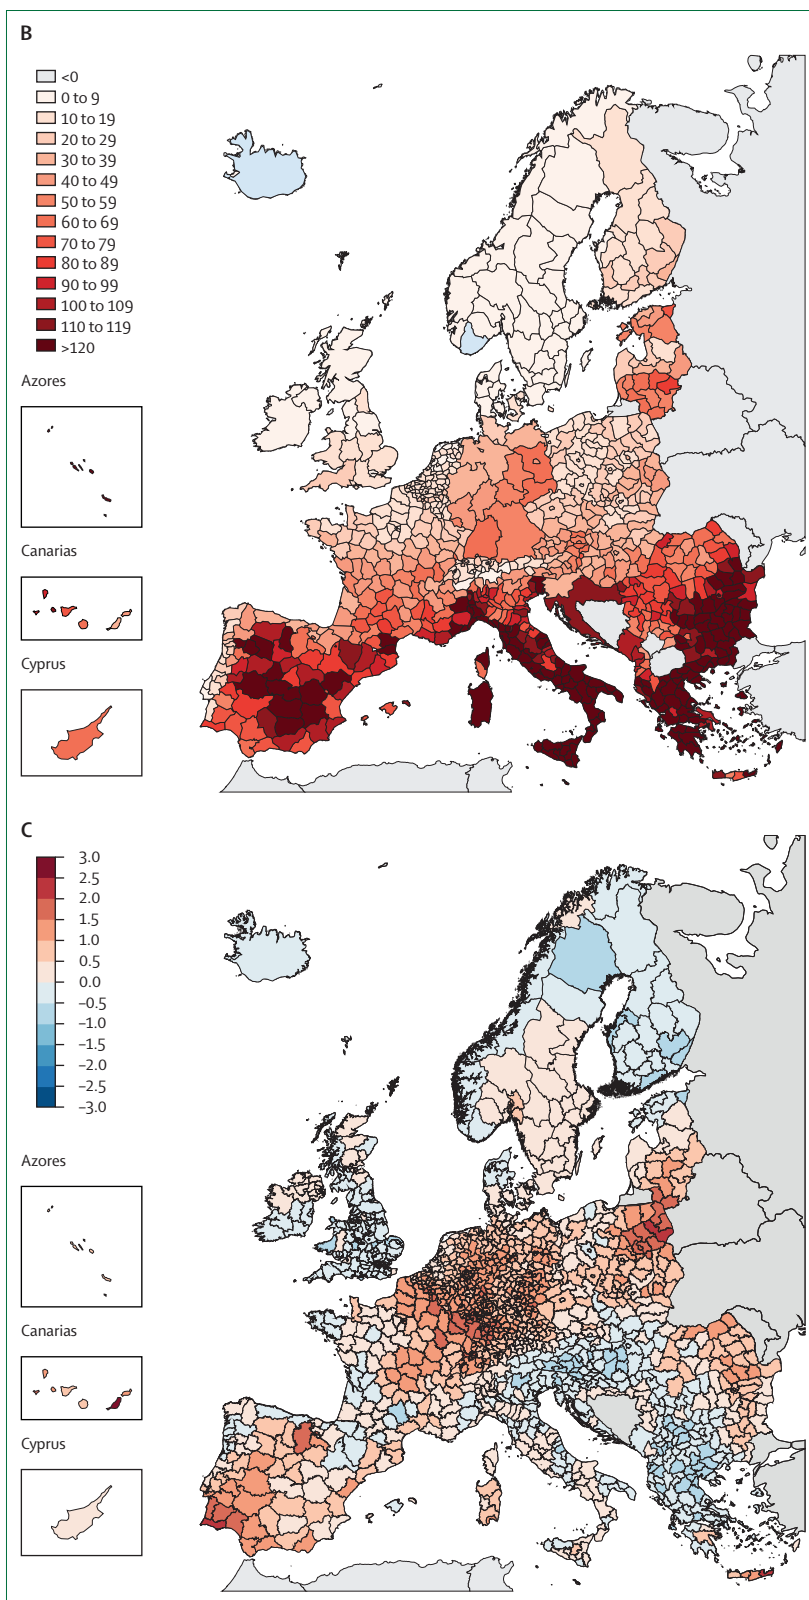 B
<0
0 to 9
10 to 19
20 to 29
30 to 39
40 to 49
50 to 59
60 to 69
70 to 79
80 to 89
90 to 99
100 to 109
110 to 119
>120
Azores
Canarias
Cyprus
C
3.0
2.5
2.0
1.5
1.0
0.5
0.0
–0.5
–1.0
–1.5
–2.0
–2.5
–3.0
Azores
Canarias
Cyprus